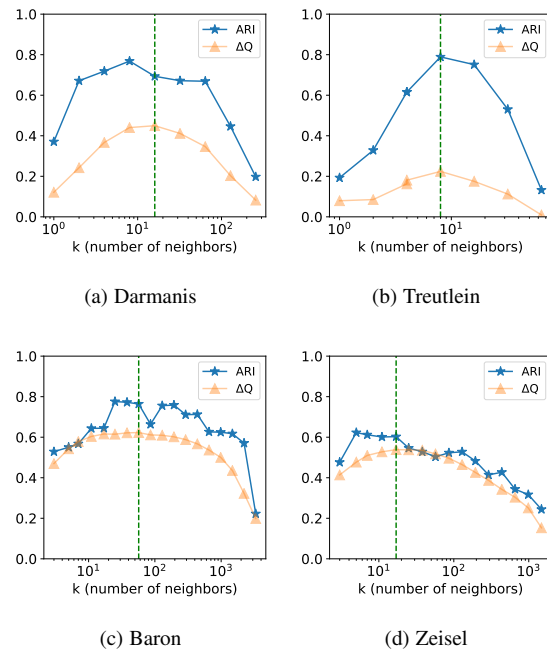 1.0
0.8
0.6
0.4
0.2
0.0
ARI
ΔQ
10⁰ 10¹ 10²
k (number of neighbors)
(a) Darmanis
1.0
0.8
0.6
0.4
0.2
0.0
ARI
ΔQ
10⁰ 10¹
k (number of neighbors)
(b) Treutlein
1.0
0.8
0.6
0.4
0.2
0.0
ARI
ΔQ
10¹ 10² 10³
k (number of neighbors)
(c) Baron
1.0
0.8
0.6
0.4
0.2
0.0
ARI
ΔQ
10¹ 10² 10³
k (number of neighbors)
(d) Zeisel